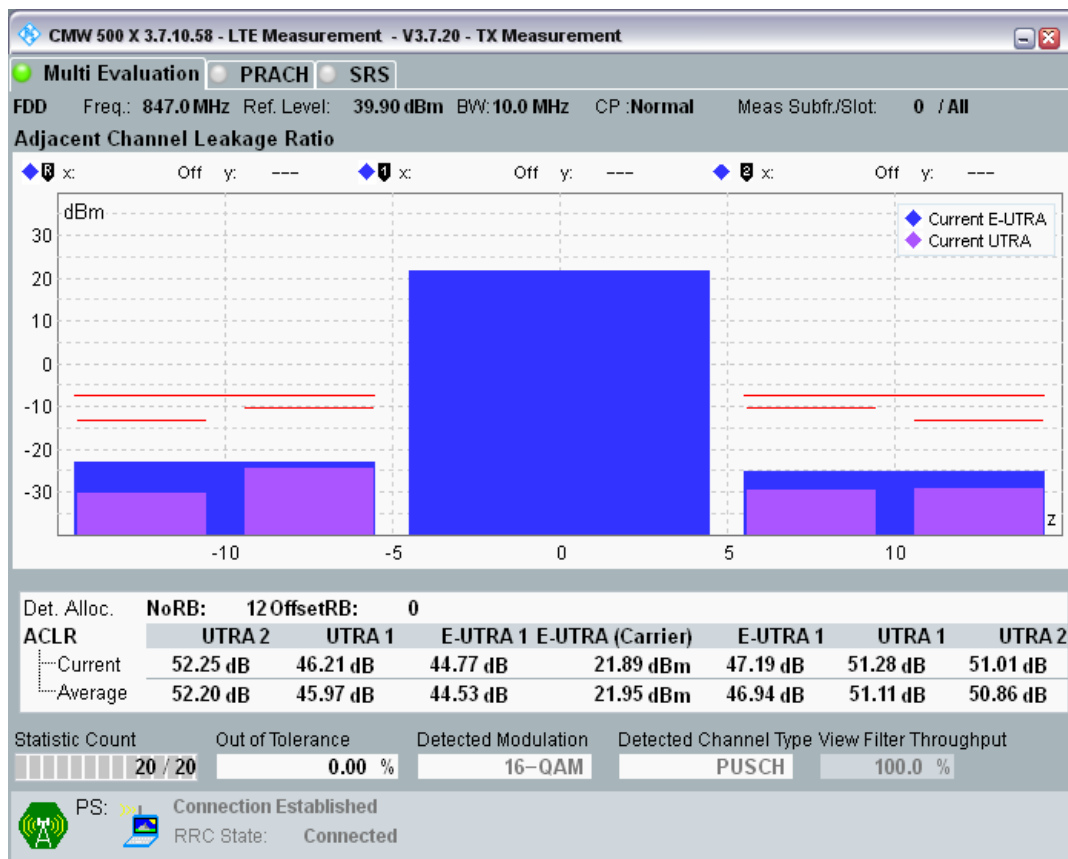 CMW 500 X 3.7.10.58 - LTE Measurement - V3.7.20 - TX Measurement
Multi Evaluation PRACH SRS
FDD Freq.: 847.0 MHz Ref. Level: 39.90 dBm BW: 10.0 MHz CP :Normal Meas Subfr./Slot: 0 / All
Adjacent Channel Leakage Ratio
R x: Off y: --- 1 x: Off y: --- 2 x: Off y: ---
dBm
Current E-UTRA
Current UTRA
30
20
10
0
-10
-20
-30
z
-10 -5 0 5 10
Det. Alloc. NoRB: 12 OffsetRB: 0
ACLR UTRA 2 UTRA 1 E-UTRA 1 E-UTRA (Carrier) E-UTRA 1 UTRA 1 UTRA 2
Current 52.25 dB 46.21 dB 44.77 dB 21.89 dBm 47.19 dB 51.28 dB 51.01 dB
Average 52.20 dB 45.97 dB 44.53 dB 21.95 dBm 46.94 dB 51.11 dB 50.86 dB
Statistic Count Out of Tolerance Detected Modulation Detected Channel Type View Filter Throughput
20 / 20 0.00 % 16-QAM PUSCH 100.0 %
PS: Connection Established
RRC State: Connected